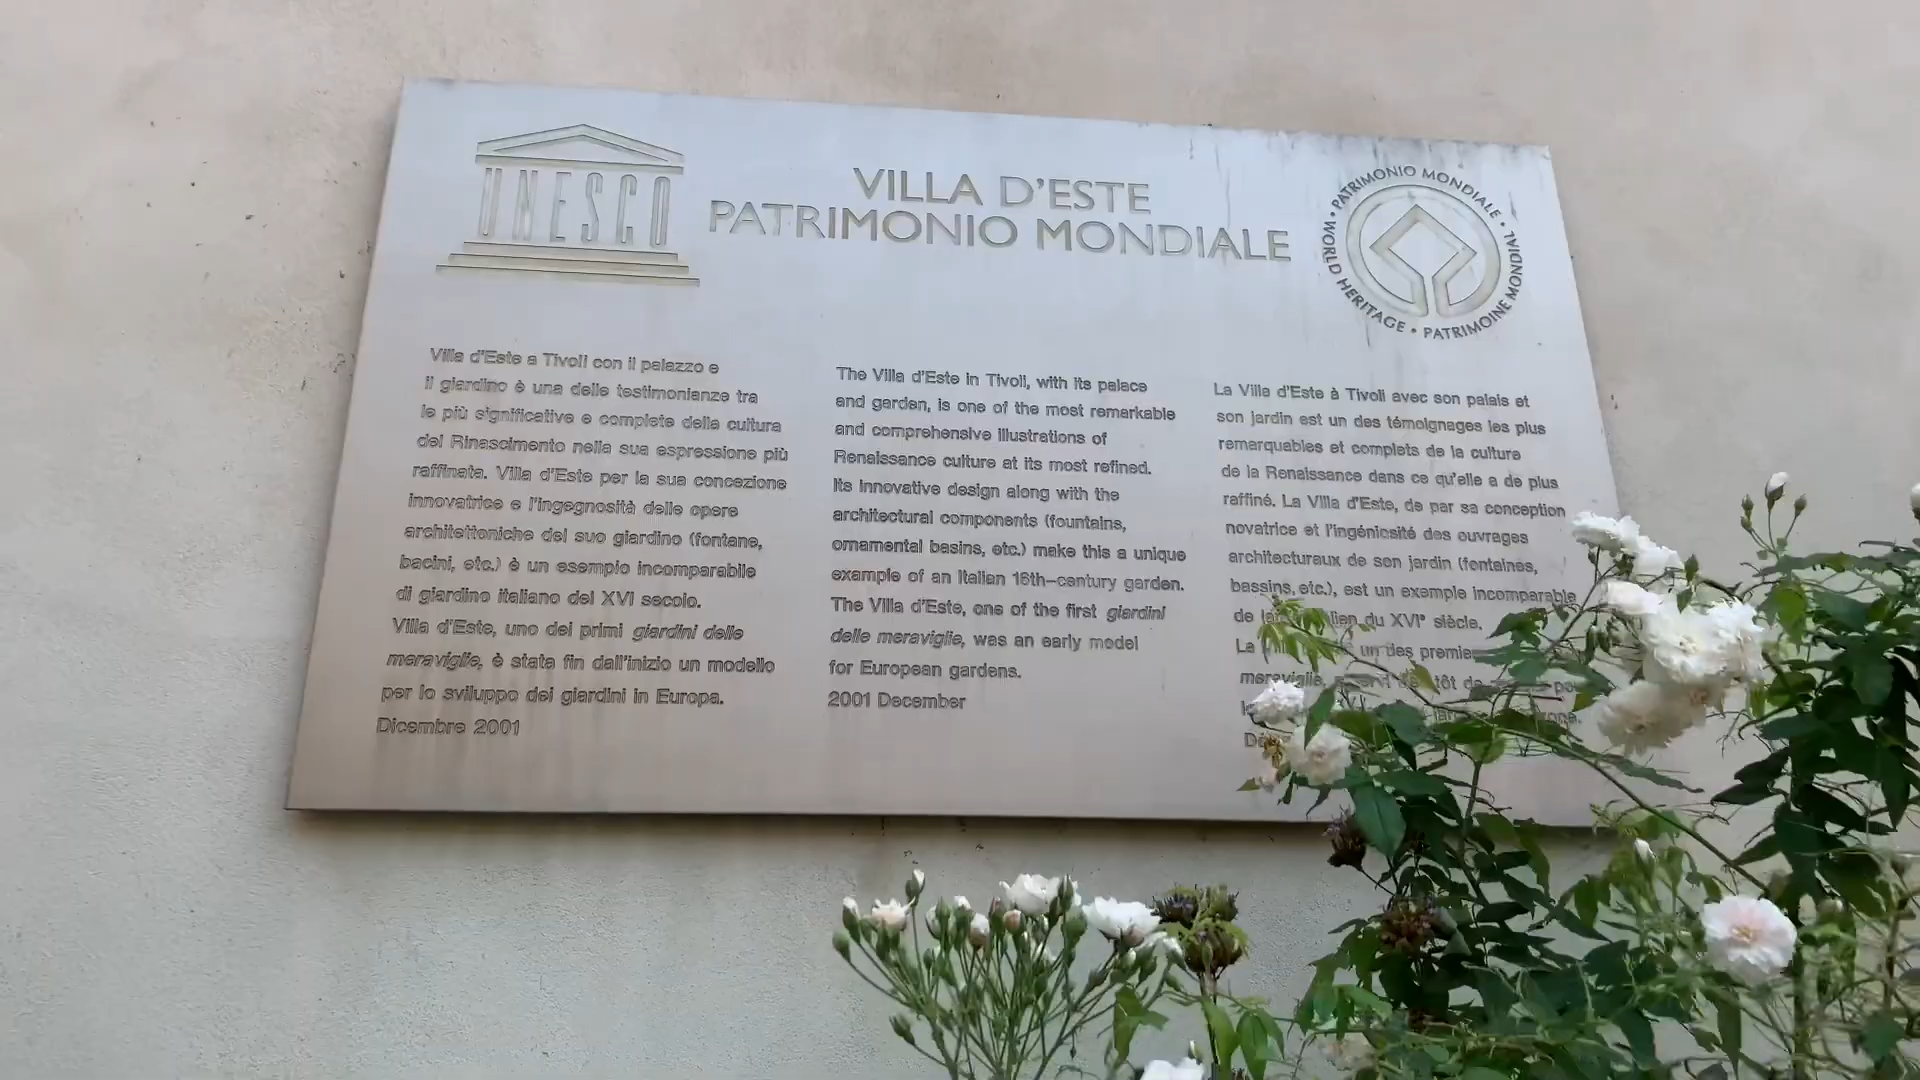 UNESCO
VILLA D'ESTE
PATRIMONIO MONDIALE
• PATRIMONIO MONDIALE • PATRIMOINE MONDIAL • WORLD HERITAGE
Villa d'Este a Tivoli con il palazzo e
il giardino è una delle testimonianze tra
le più significative e complete della cultura
del Rinascimento nella sua espressione più
raffinata. Villa d'Este per la sua concezione
innovatrice e l'ingegnosità delle opere
architettoniche del suo giardino (fontane,
bacini, etc.) è un esempio incomparabile
di giardino italiano del XVI secolo.
Villa d'Este, uno dei primi giardini delle
meraviglie, è stata fin dall'inizio un modello
per lo sviluppo dei giardini in Europa.
Dicembre 2001
The Villa d'Este in Tivoli, with its palace
and garden, is one of the most remarkable
and comprehensive illustrations of
Renaissance culture at its most refined.
Its innovative design along with the
architectural components (fountains,
ornamental basins, etc.) make this a unique
example of an Italian 16th-century garden.
The Villa d'Este, one of the first giardini
delle meraviglie, was an early model
for European gardens.
2001 December
La Villa d'Este à Tivoli avec son palais et
son jardin est un des témoignages les plus
remarquables et complets de la culture
de la Renaissance dans ce qu'elle a de plus
raffiné. La Villa d'Este, de par sa conception
novatrice et l'ingéniosité des ouvrages
architecturaux de son jardin (fontaines,
bassins, etc.), est un exemple incomparable
de du XVIe siècle.
La un des
meraviglie,